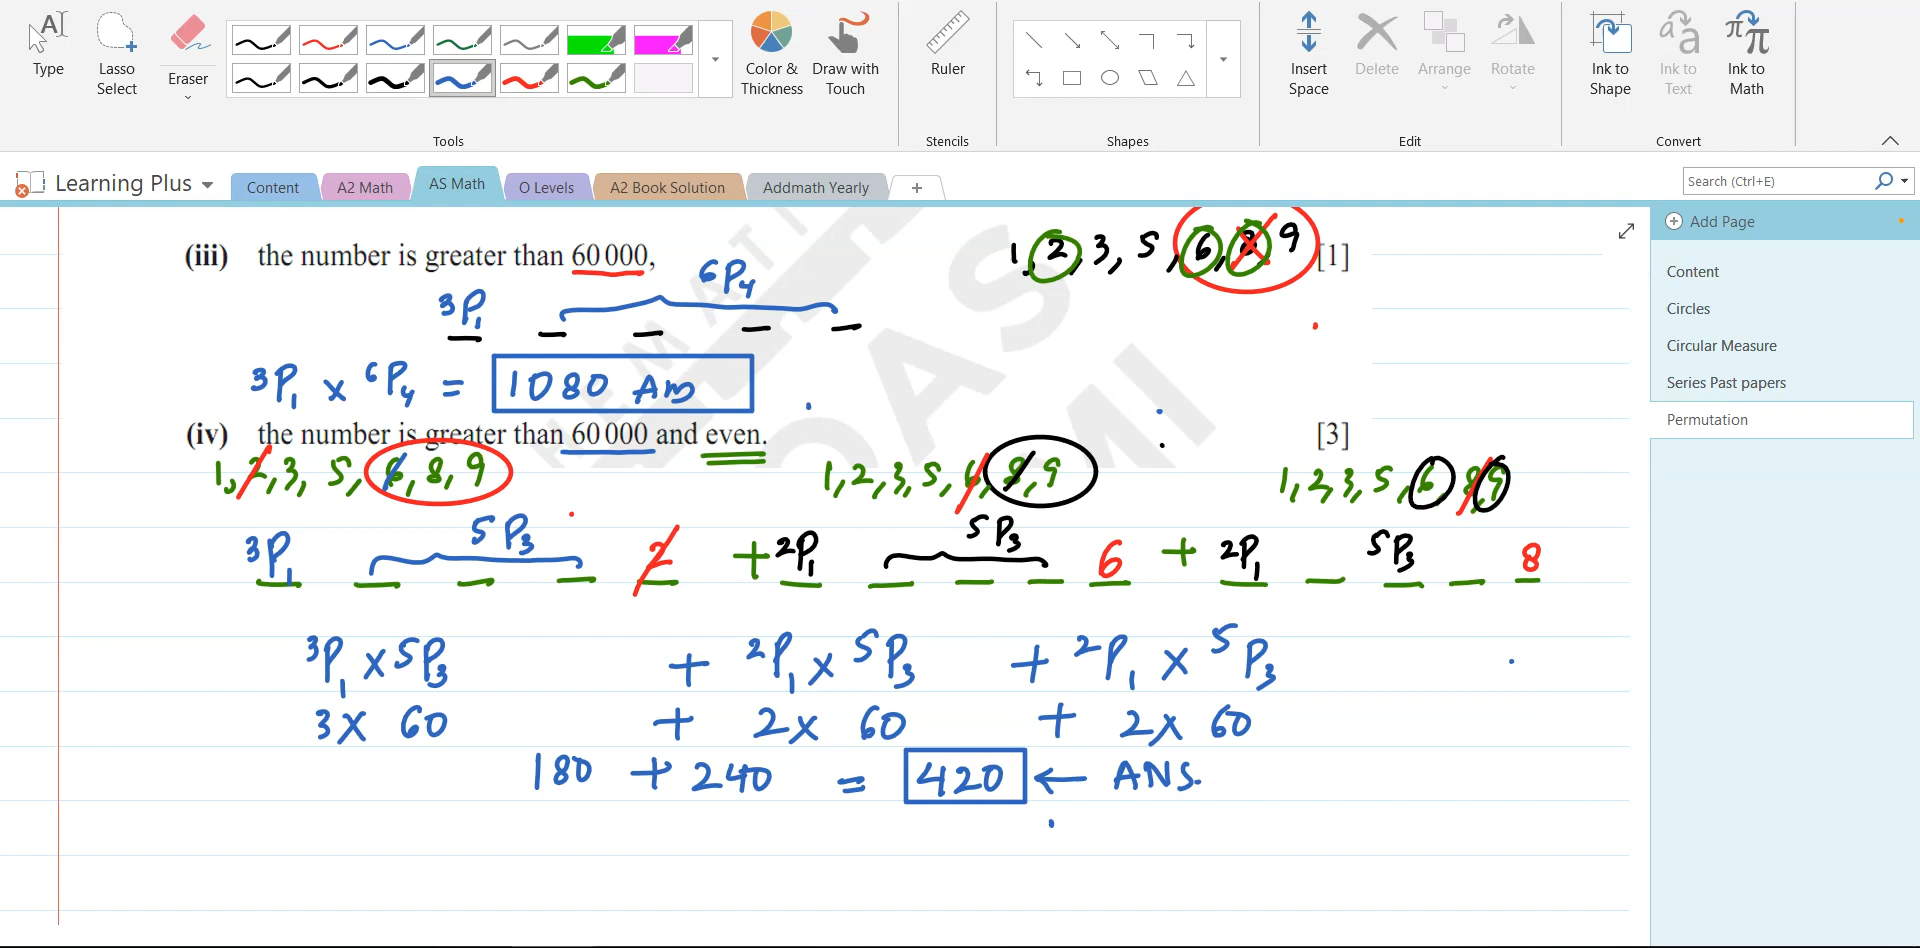 Type
Lasso Select
Eraser
Color & Thickness
Draw with Touch
Ruler
Insert Space
Delete
Arrange
Rotate
Ink to Shape
Ink to Text
Ink to Math
Tools
Stencils
Shapes
Edit
Convert
Learning Plus
Content
A2 Math
AS Math
O Levels
A2 Book Solution
Addmath Yearly
Search (Ctrl+E)
Add Page
Content
Circles
Circular Measure
Series Past papers
Permutation
1, 2, 3, 5, 6, 8, 9
(iii) the number is greater than 60 000, [1]
³P₁ ⁶P₄
³P₁ × ⁶P₄ = 1080 Ans
(iv) the number is greater than 60 000 and even. [3]
1, 2, 3, 5, 6, 8, 9 1, 2, 3, 5, 6, 8, 9 1, 2, 3, 5, 6, 8, 9
³P₁ ⁵P₃ 2 + ²P₁ ⁵P₃ 6 + ²P₁ ⁵P₃ 8
³P₁ × ⁵P₃ + ²P₁ × ⁵P₃ + ²P₁ × ⁵P₃
3 × 60 + 2 × 60 + 2 × 60
180 + 240 = 420 ← ANS.